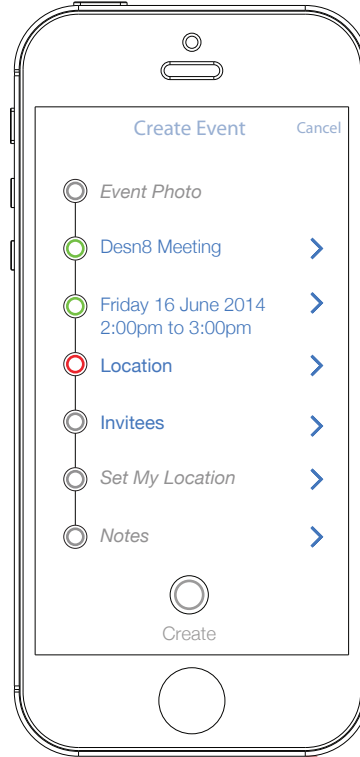 Create Event
Cancel
Event Photo
Desn8 Meeting
Friday 16 June 2014
2:00pm to 3:00pm
Location
Invitees
Set My Location
Notes
Create